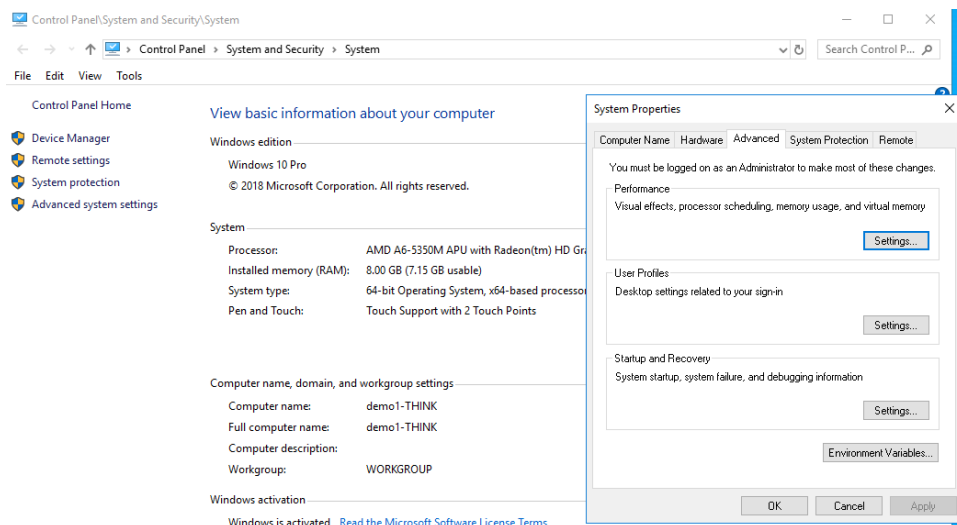 Control Panel\System and Security\System
Control Panel > System and Security > System
Search Control P...
File Edit View Tools
Control Panel Home
Device Manager
Remote settings
System protection
Advanced system settings
View basic information about your computer
Windows edition
Windows 10 Pro
© 2018 Microsoft Corporation. All rights reserved.
System
Processor: AMD A6-5350M APU with Radeon(tm) HD
Installed memory (RAM): 8.00 GB (7.15 GB usable)
System type: 64-bit Operating System, x64-based processor
Pen and Touch: Touch Support with 2 Touch Points
Computer name, domain, and workgroup settings
Computer name: demo1-THINK
Full computer name: demo1-THINK
Computer description:
Workgroup: WORKGROUP
Windows activation
Windows is activated Read the Microsoft Software License Terms
?
System Properties
Computer Name Hardware Advanced System Protection Remote
You must be logged on as an Administrator to make most of these changes.
Performance
Visual effects, processor scheduling, memory usage, and virtual memory
Settings...
User Profiles
Desktop settings related to your sign-in
Settings...
Startup and Recovery
System startup, system failure, and debugging information
Settings...
Environment Variables...
OK Cancel Apply